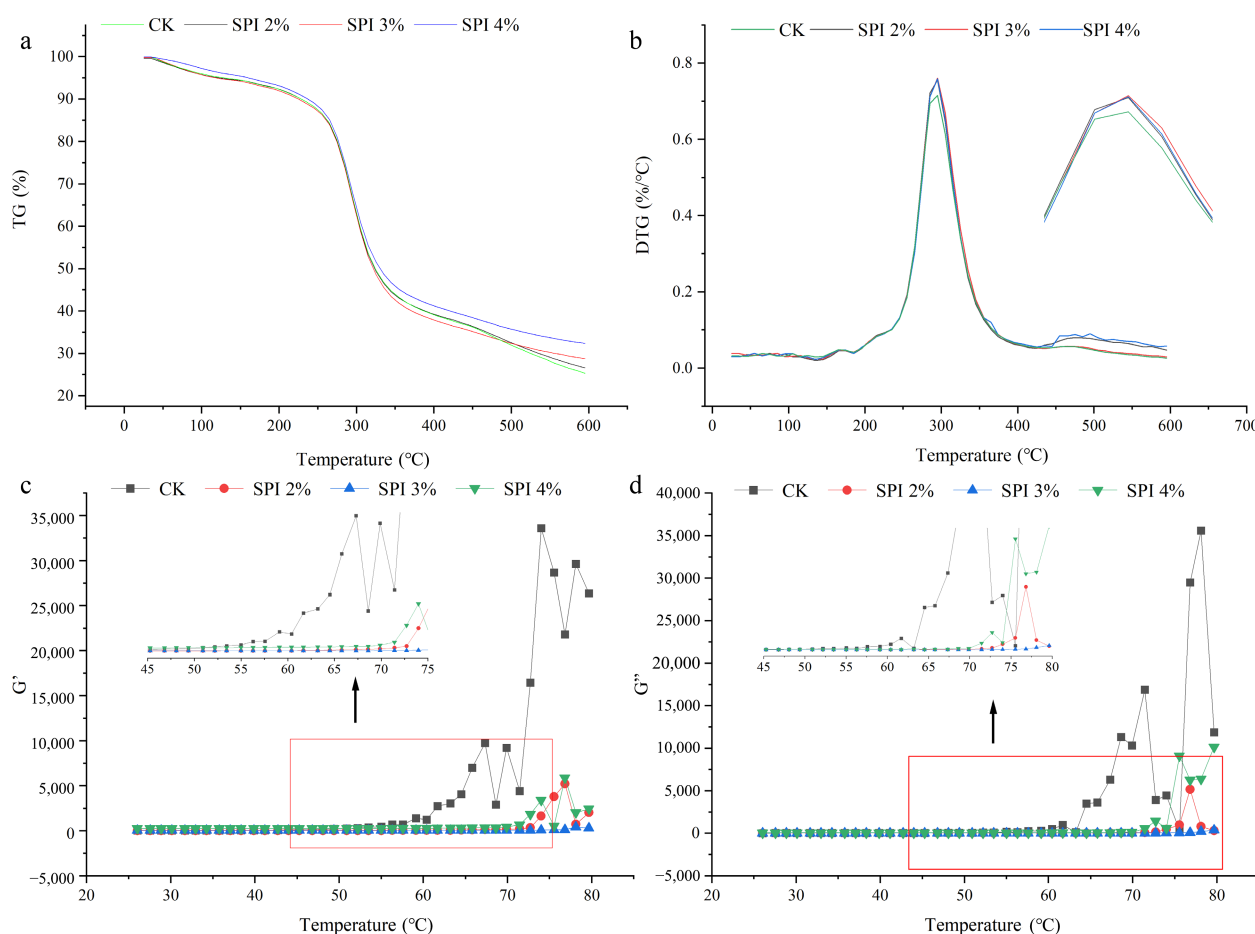 a
CK SPI 2% SPI 3% SPI 4%
100
90
80
70
60
50
40
30
20
TG (%)
0 100 200 300 400 500 600
Temperature (℃)
b
CK SPI 2% SPI 3% SPI 4%
0.8
0.6
0.4
0.2
0.0
DTG (%/℃)
0 100 200 300 400 500 600 700
Temperature (℃)
c
CK SPI 2% SPI 3% SPI 4%
35,000
30,000
25,000
20,000
15,000
10,000
5,000
0
−5,000
G’
45 50 55 60 65 70 75
20 30 40 50 60 70 80
Temperature (℃)
d
CK SPI 2% SPI 3% SPI 4%
40,000
35,000
30,000
25,000
20,000
15,000
10,000
5,000
0
−5,000
G’’
45 50 55 60 65 70 75 80
20 30 40 50 60 70 80
Temperature (℃)